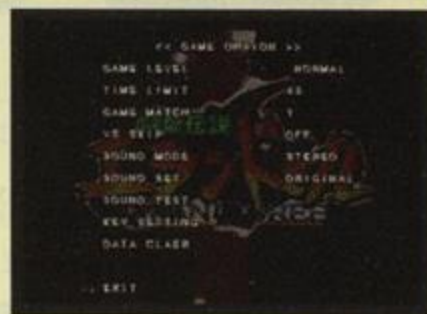 << GAME OPTION >>
GAME LEVEL NORMAL
TIME LIMIT
GAME MATCH
VS SKIP OFF
SOUND MODE STEREO
SOUND SET ORIGINAL
SOUND TEST
KEY SETTING
DATA CLAER
EXIT